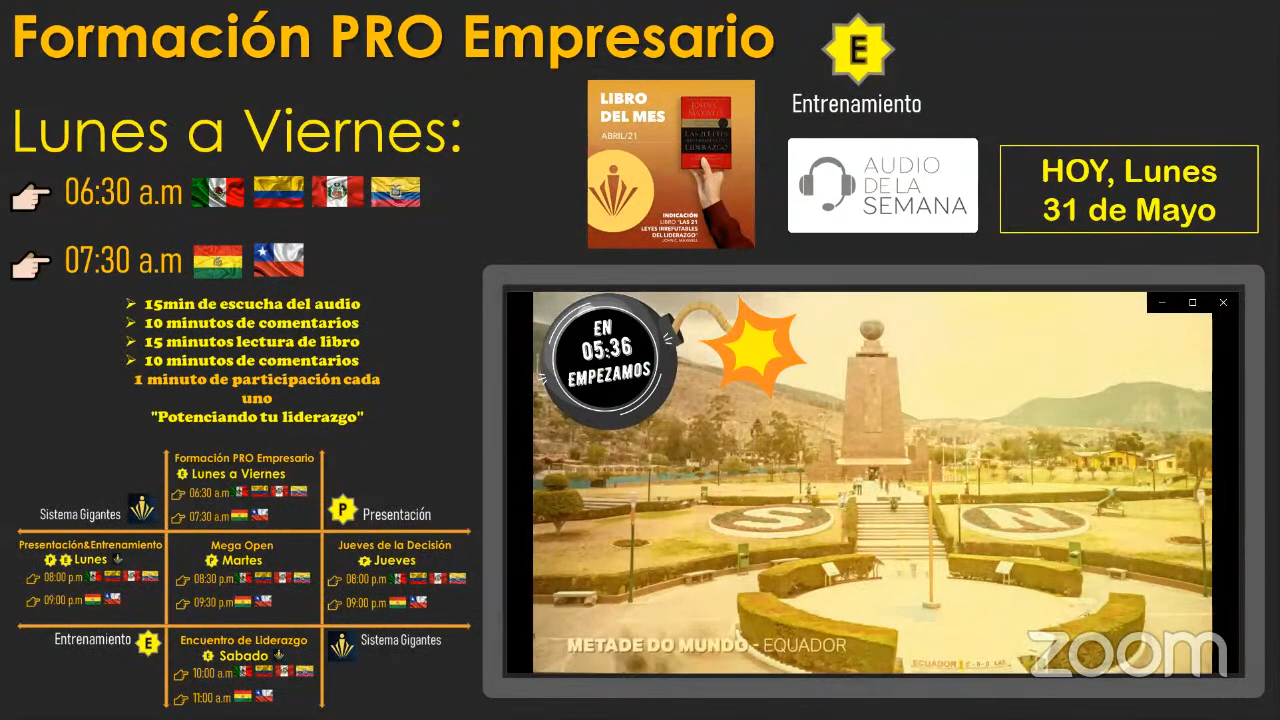 Formación PRO Empresario
E
Entrenamiento
Lunes a Viernes:
06:30 a.m
07:30 a.m
LIBRO
DEL MES
ABRIL/21
JOHN C.
MAXWELL
LIDERAZGO
INDICACIÓN
LIBRO "LAS 21
LEYES IRREFUTABLES
DEL LIDERAZGO"
JOHN C. MAXWELL
AUDIO
DE LA
SEMANA
HOY, Lunes
31 de Mayo
15min de escucha del audio
10 minutos de comentarios
15 minutos lectura de libro
10 minutos de comentarios
1 minuto de participación cada
uno
"Potenciando tu liderazgo"
EN
05:36
EMPEZAMOS
S
N
METADE DO MUNDO - EQUADOR
ECUADOR
zoom
Formación PRO Empresario
E Lunes a Viernes
06:30 a.m
07:30 a.m
Sistema Gigantes
P Presentación
Presentación&Entrenamiento
P E Lunes
08:00 p.m
09:00 p.m
Mega Open
P Martes
08:30 p.m
09:30 p.m
Jueves de la Decisión
P Jueves
08:00 p.m
09:00 p.m
Entrenamiento E
Encuentro de Liderazgo
E Sabado
10:00 a.m
11:00 a.m
Sistema Gigantes